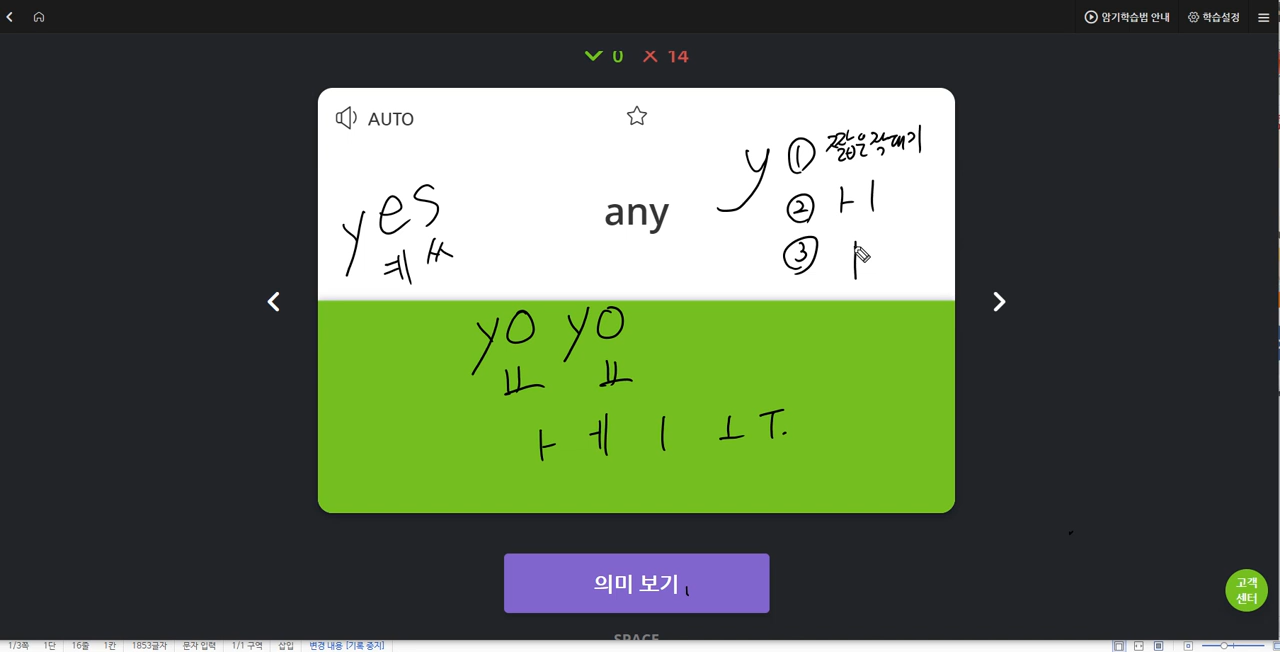 암기학습법 안내 학습설정
0 14
AUTO
y ① 짧은작대기
yes any ② ㅏㅣ
ㅖ ㅆ ③ ㅣ
yo yo
ㅛ ㅛ
ㅏ ㅔ ㅣ ㅗ ㅜ.
의미 보기
고객
센터
SPACE
1/3쪽 1단 16줄 1칸 1853글자 문자 입력 1/1 구역 삽입 변경 내용 [기록 중지]